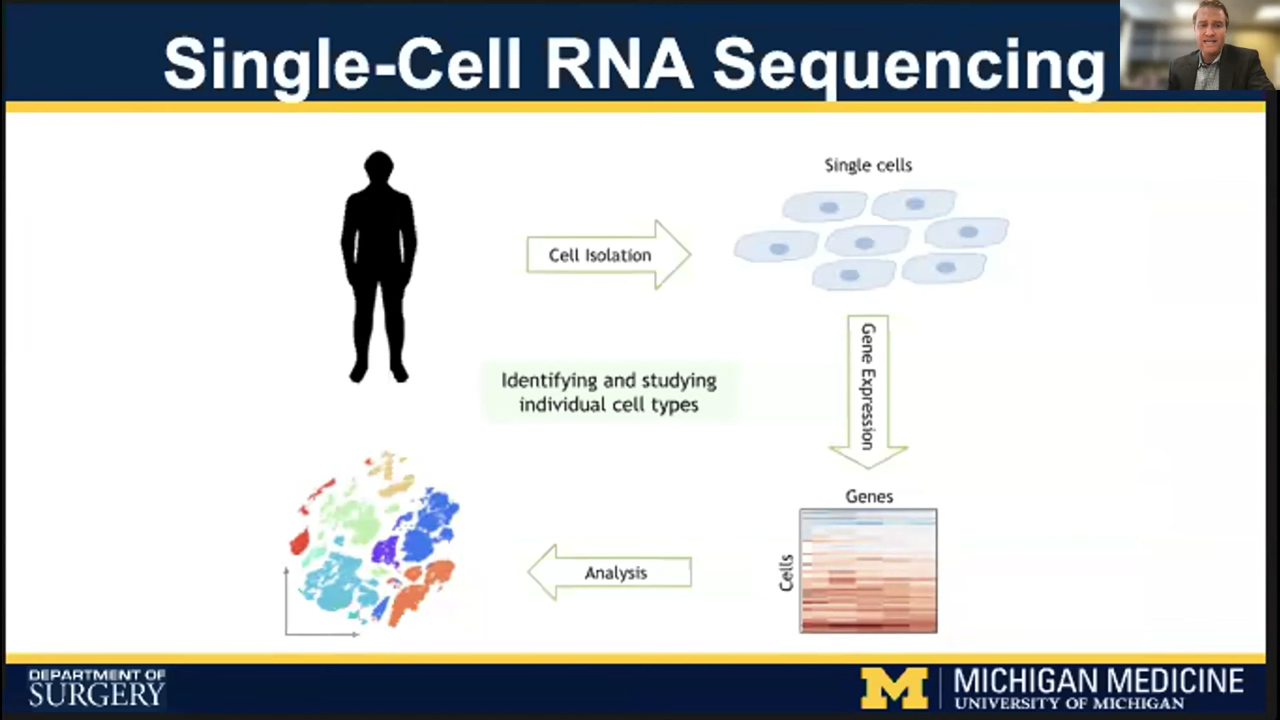 Single-Cell RNA Sequencing
Single cells
Cell Isolation
Gene Expression
Identifying and studying
individual cell types
Genes
Cells
Analysis
DEPARTMENT OF
SURGERY
M
MICHIGAN MEDICINE
UNIVERSITY OF MICHIGAN